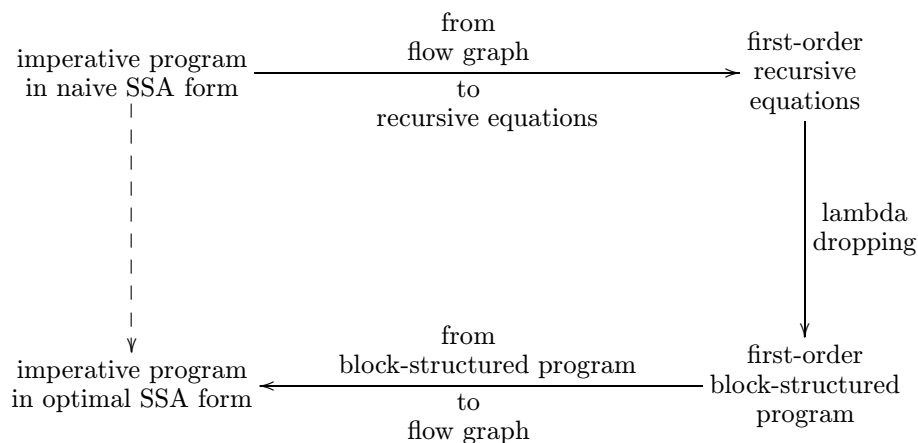 imperative program
in naive SSA form
from
flow graph
to
recursive equations
first-order
recursive
equations
lambda
dropping
imperative program
in optimal SSA form
from
block-structured program
to
flow graph
first-order
block-structured
program